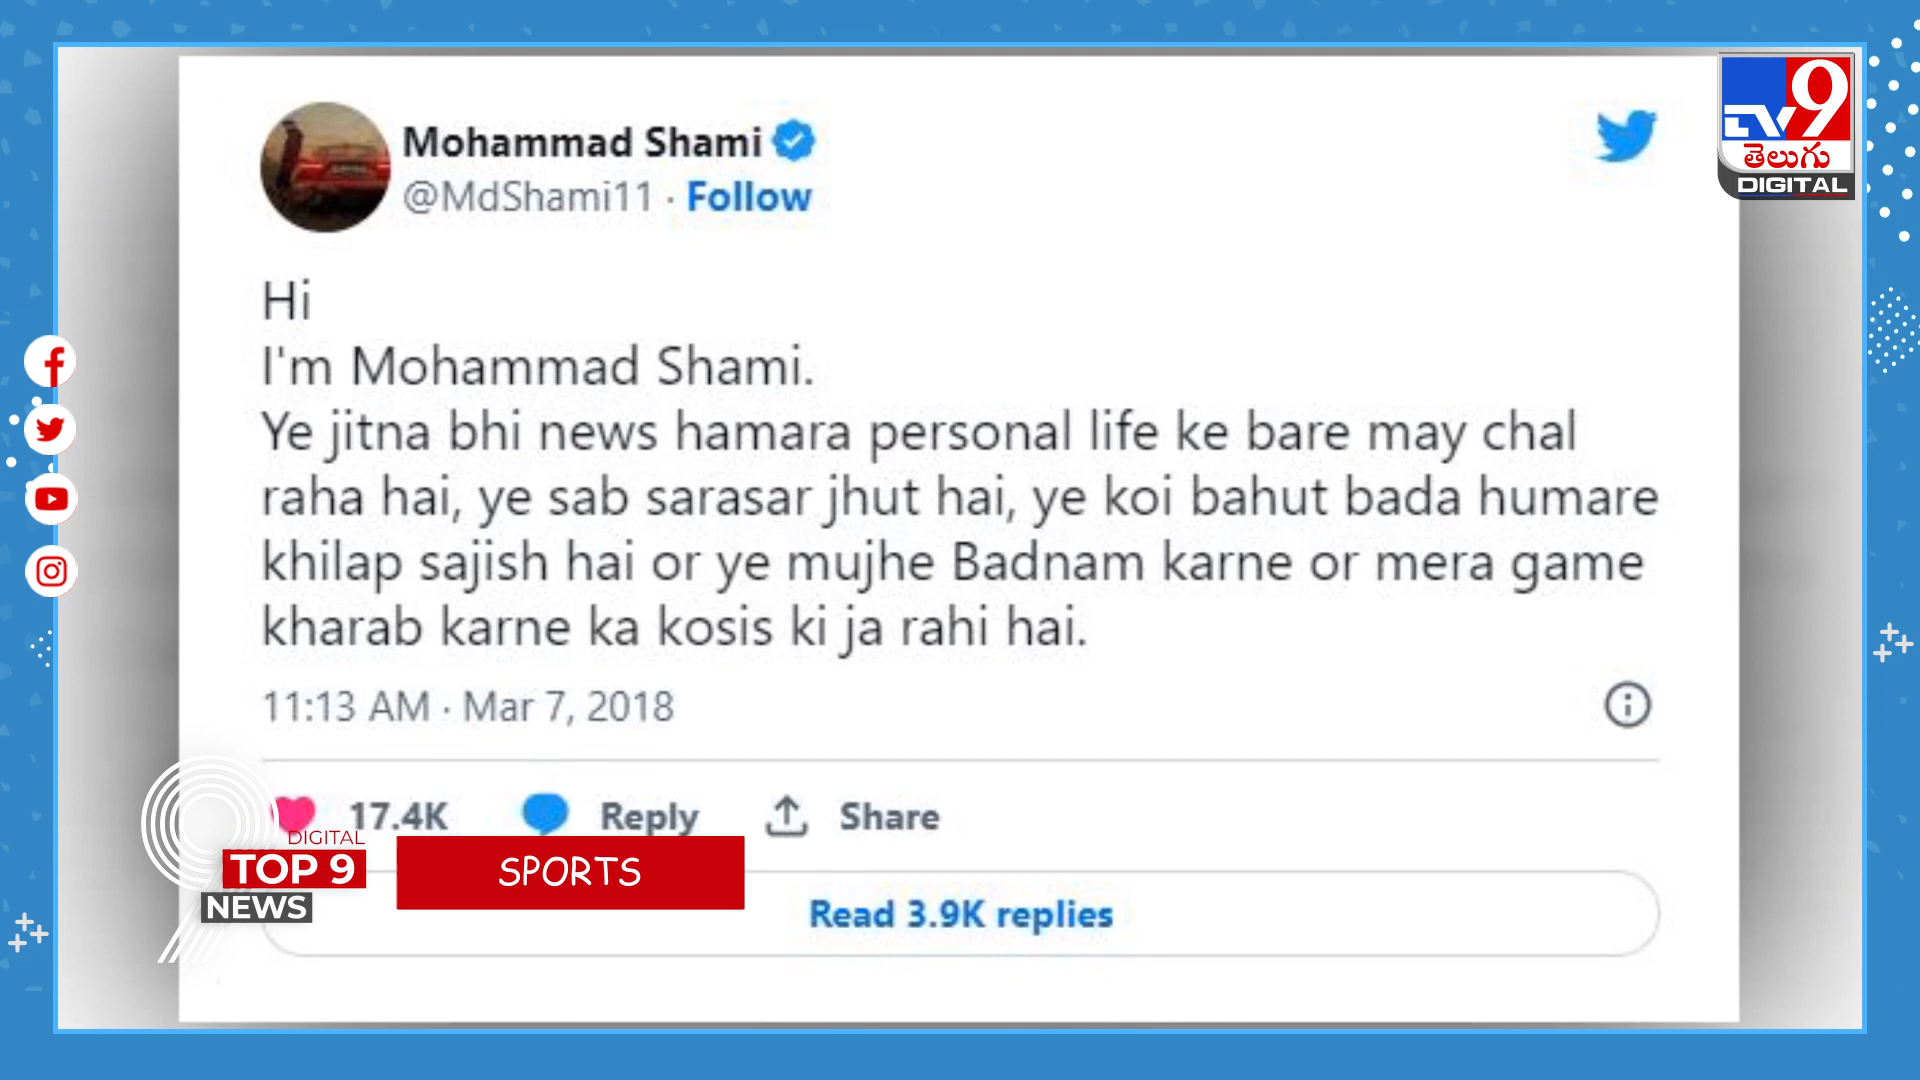 Mohammad Shami
@MdShami11 · Follow
Hi
I'm Mohammad Shami.
Ye jitna bhi news hamara personal life ke bare may chal
raha hai, ye sab sarasar jhut hai, ye koi bahut bada humare
khilap sajish hai or ye mujhe Badnam karne or mera game
kharab karne ka kosis ki ja rahi hai.
11:13 AM · Mar 7, 2018
17.4K Reply Share
Read 3.9K replies
DIGITAL
TOP 9
NEWS
SPORTS
TV9
తెలుగు
DIGITAL